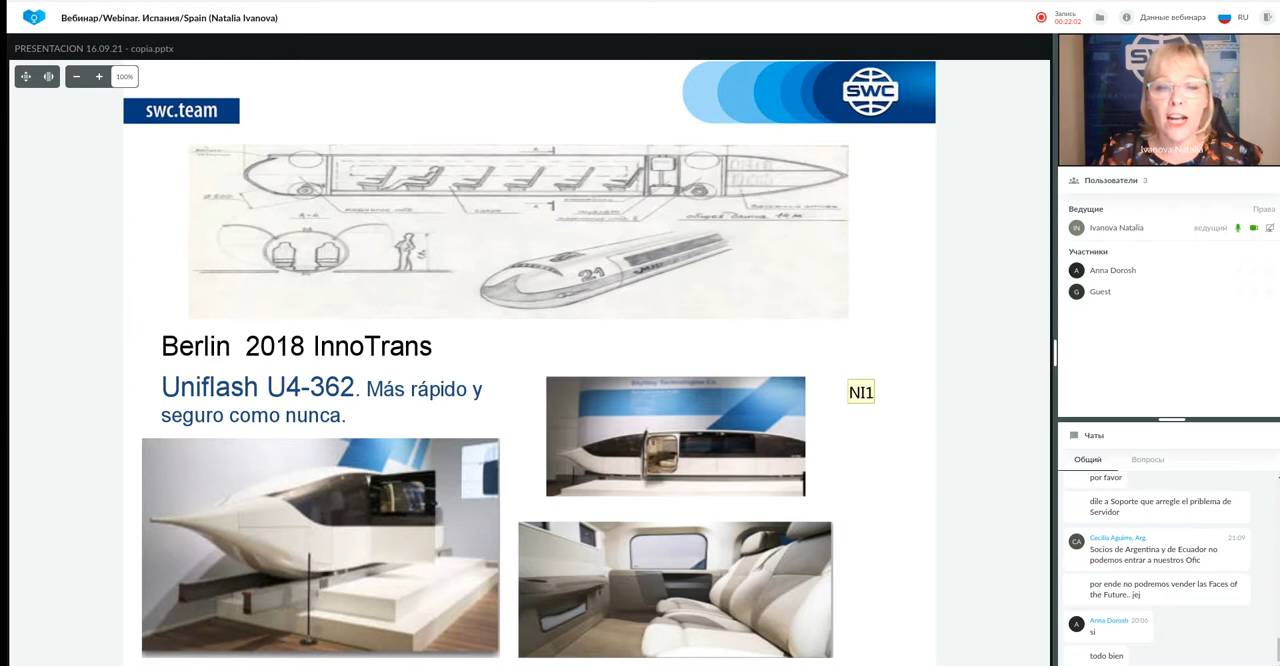 Вебинар/Webinar. Испания/Spain (Natalia Ivanova)
Запись
00:22:02
Данные вебинара
RU
PRESENTACION 16.09.21 - copia.pptx
100%
swc.team
SWC
21
Berlin 2018 InnoTrans
Uniflash U4-362. Más rápido y
seguro como nunca.
NI1
Ivanova Natalia
Пользователи 3
Ведущие
Права
IN
Ivanova Natalia
ведущий
Участники
A
Anna Dorosh
G
Guest
Чаты
Общий
Вопросы
por favor
dile a Soporte que arregle el priblema de
Servidor
CA
Cecilia Aguirre, Arg.
21:09
Socios de Argentina y de Ecuador no
podemos entrar a nuestros Ofic
por ende no podremos vender las Faces of
the Future.. jej
A
Anna Dorosh 20:06
si
todo bien